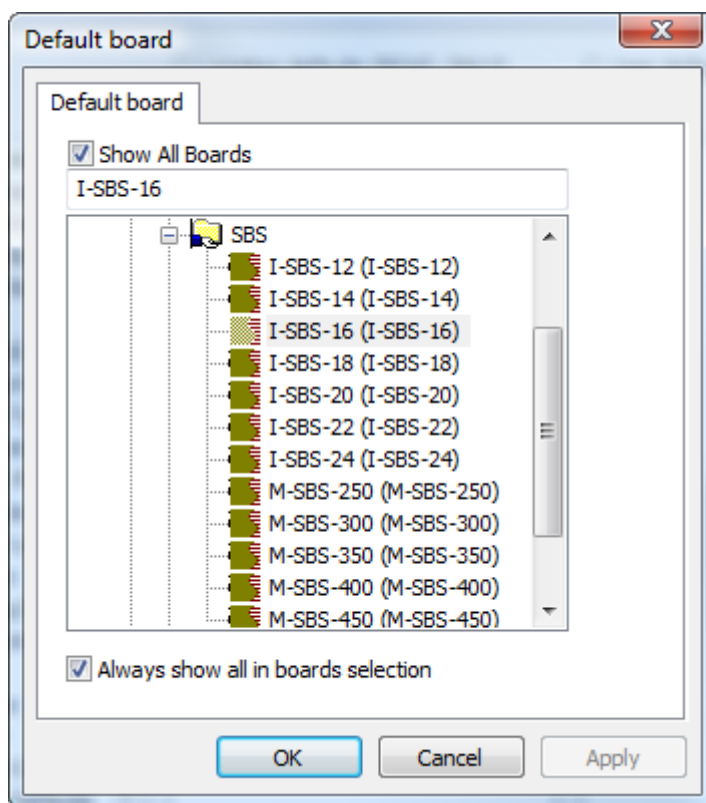 Default board
Default board
Show All Boards
I-SBS-16
SBS
I-SBS-12 (I-SBS-12)
I-SBS-14 (I-SBS-14)
I-SBS-16 (I-SBS-16)
I-SBS-18 (I-SBS-18)
I-SBS-20 (I-SBS-20)
I-SBS-22 (I-SBS-22)
I-SBS-24 (I-SBS-24)
M-SBS-250 (M-SBS-250)
M-SBS-300 (M-SBS-300)
M-SBS-350 (M-SBS-350)
M-SBS-400 (M-SBS-400)
M-SBS-450 (M-SBS-450)
Always show all in boards selection
OK Cancel Apply